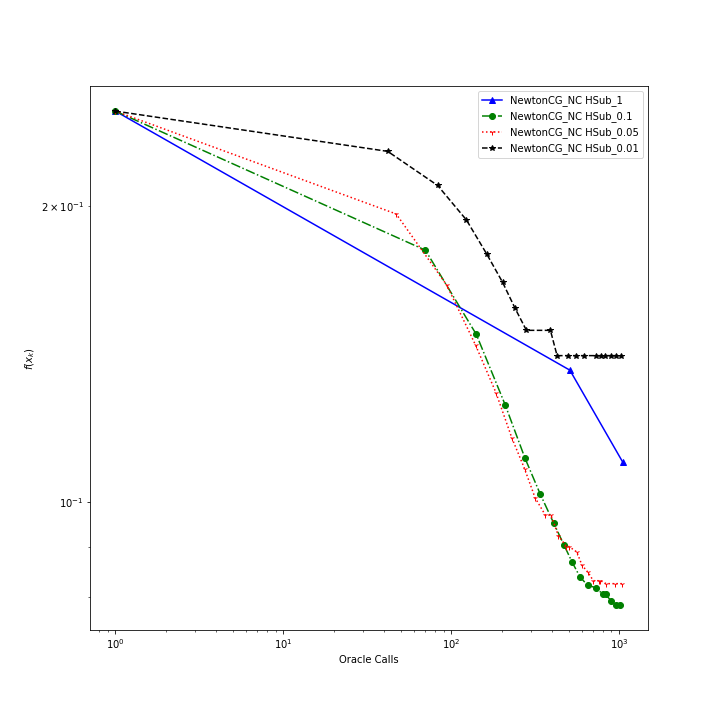 NewtonCG_NC HSub_1
NewtonCG_NC HSub_0.1
NewtonCG_NC HSub_0.05
NewtonCG_NC HSub_0.01
2 × 10⁻¹
f(xₖ)
10⁻¹
10⁰ 10¹ 10² 10³
Oracle Calls